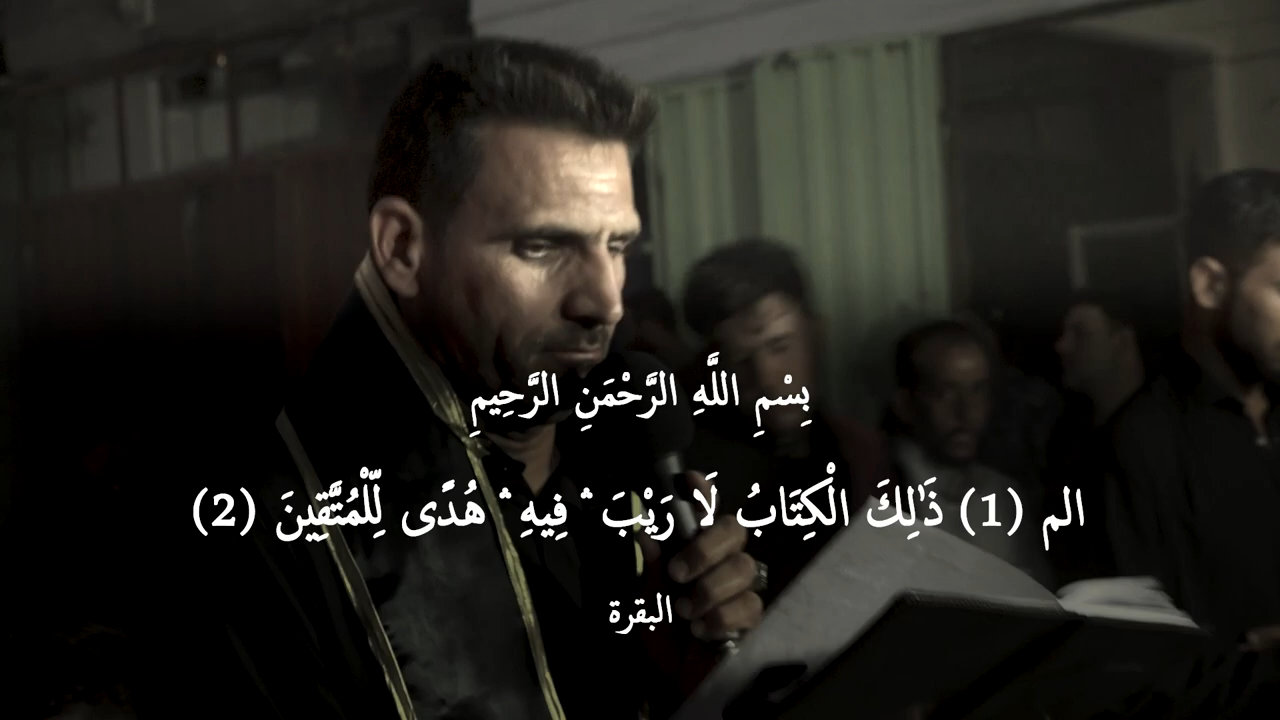 بِسْمِ اللَّهِ الرَّحْمَنِ الرَّحِيمِ
الم (1) ذَٰلِكَ الْكِتَابُ لَا رَيْبَ ۛ فِيهِ ۛ هُدًى لِّلْمُتَّقِينَ (2)
البقرة